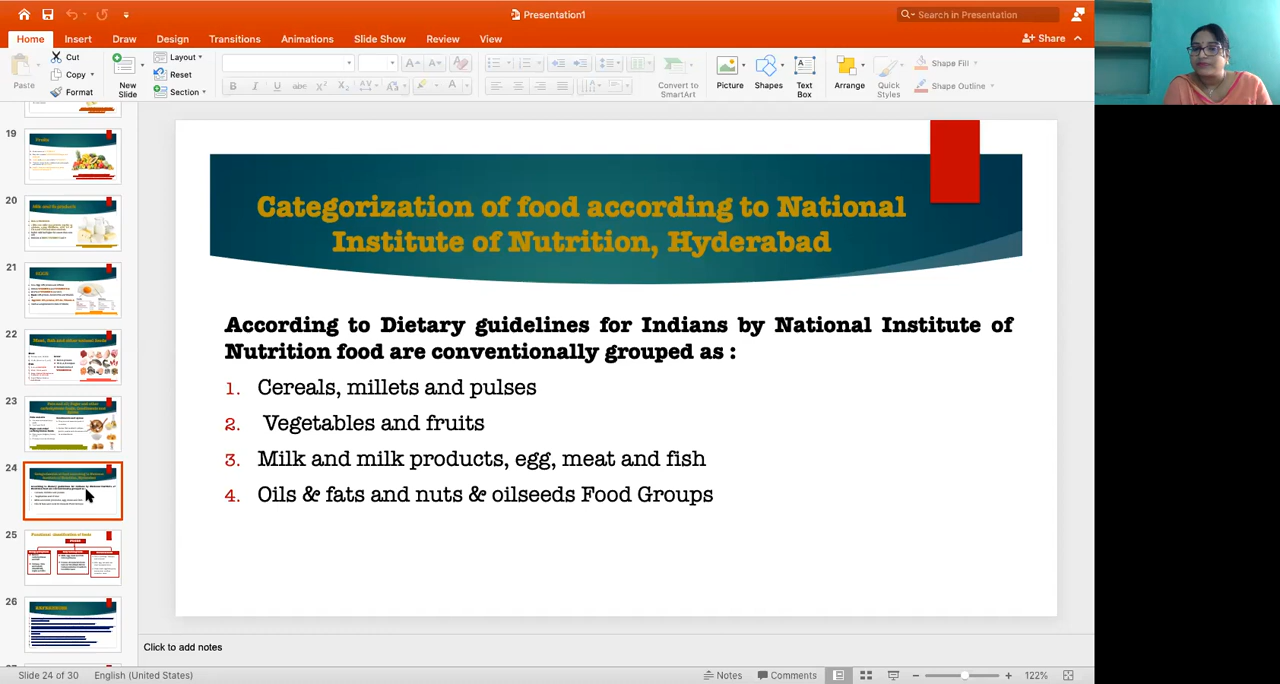 Presentation1
Search in Presentation
Home Insert Draw Design Transitions Animations Slide Show Review View
Share
Paste
Cut
Copy
Format
New
Slide
Layout
Reset
Section
B I U abc X² X₂ AV Aa
A
Convert to
SmartArt
Picture
Shapes
Text
Box
Arrange
Quick
Styles
Shape Fill
Shape Outline
19
20
21
22
23
24
25
26
Categorization of food according to National
Institute of Nutrition, Hyderabad
According to Dietary guidelines for Indians by National Institute of
Nutrition food are conventionally grouped as :
1. Cereals, millets and pulses
2. Vegetables and fruits
3. Milk and milk products, egg, meat and fish
4. Oils & fats and nuts & oilseeds Food Groups
Click to add notes
Slide 24 of 30 English (United States) Notes Comments 122%